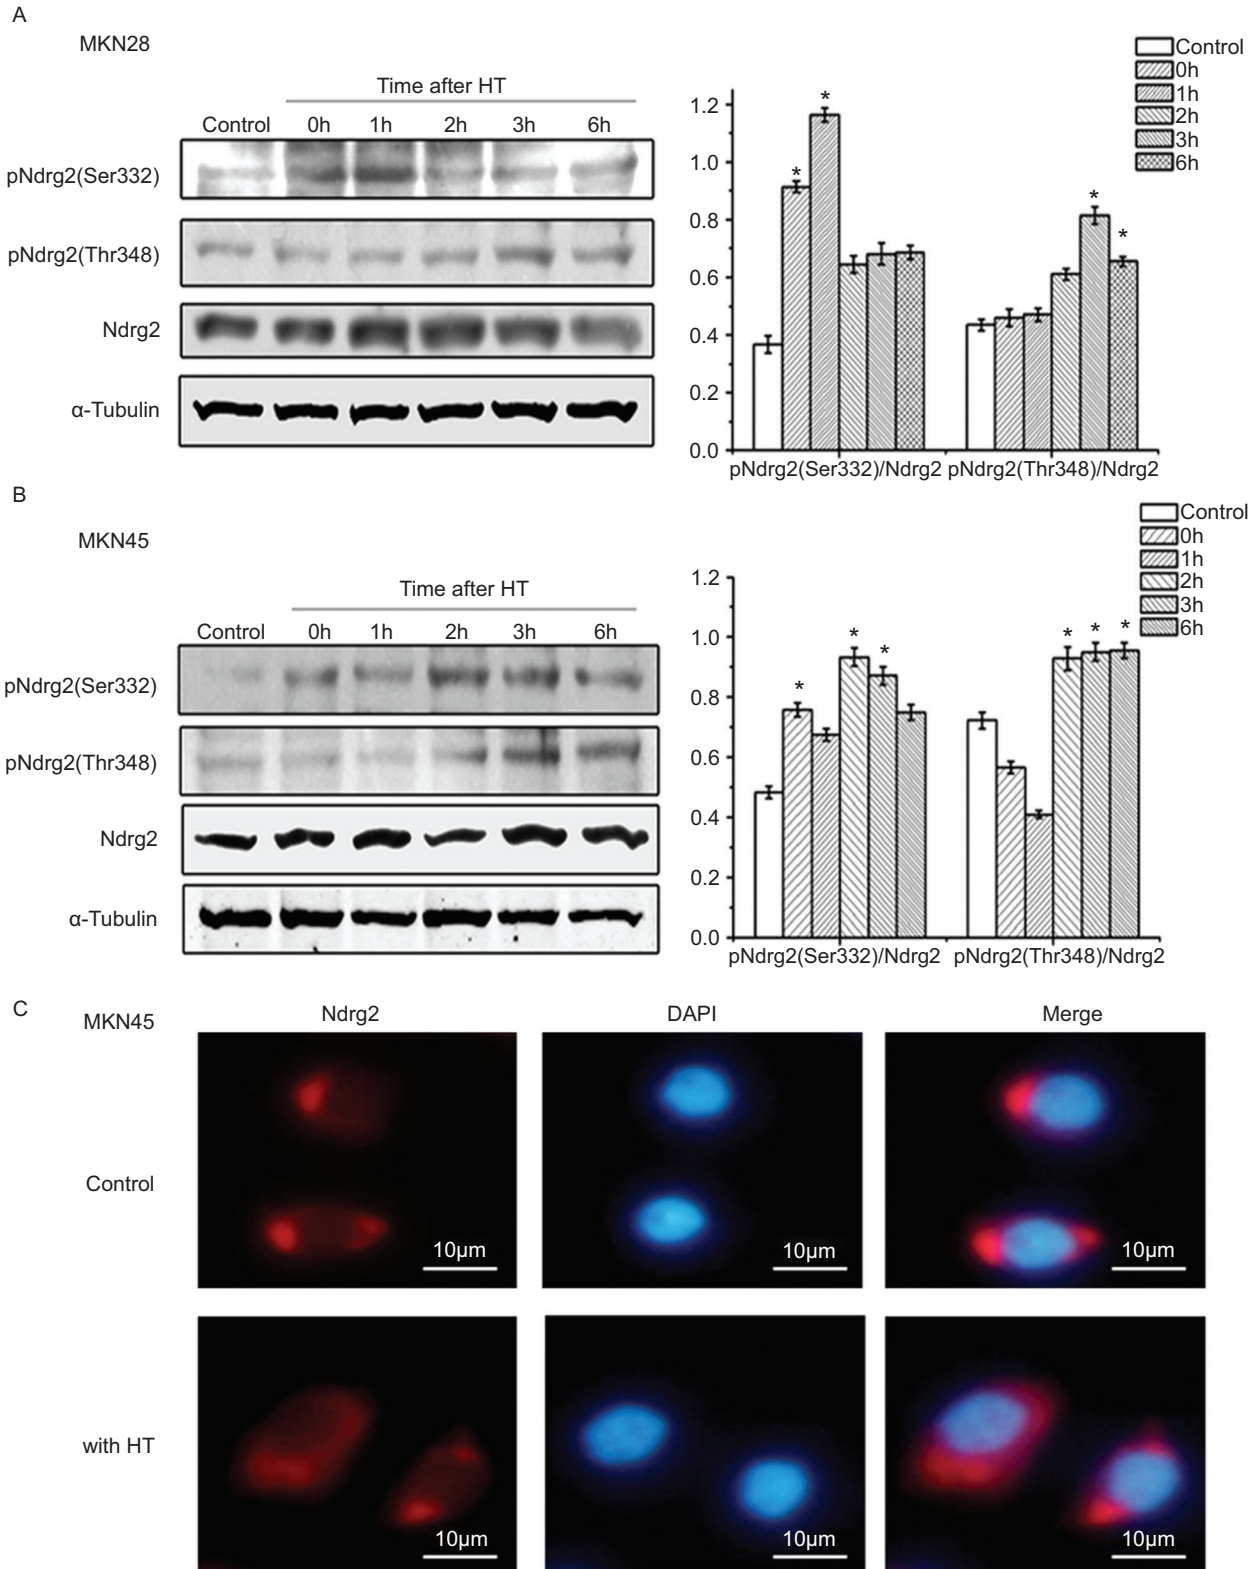 A
MKN28
Time after HT
Control 0h 1h 2h 3h 6h
pNdrg2(Ser332)
pNdrg2(Thr348)
Ndrg2
α-Tubulin
Control
0h
1h
2h
3h
6h
1.2
1.0
0.8
0.6
0.4
0.2
0.0
* * * *
pNdrg2(Ser332)/Ndrg2 pNdrg2(Thr348)/Ndrg2
B
MKN45
Time after HT
Control 0h 1h 2h 3h 6h
pNdrg2(Ser332)
pNdrg2(Thr348)
Ndrg2
α-Tubulin
Control
0h
1h
2h
3h
6h
1.2
1.0
0.8
0.6
0.4
0.2
0.0
* * * * * *
pNdrg2(Ser332)/Ndrg2 pNdrg2(Thr348)/Ndrg2
C
MKN45
Ndrg2 DAPI Merge
Control
10μm 10μm 10μm
with HT
10μm 10μm 10μm